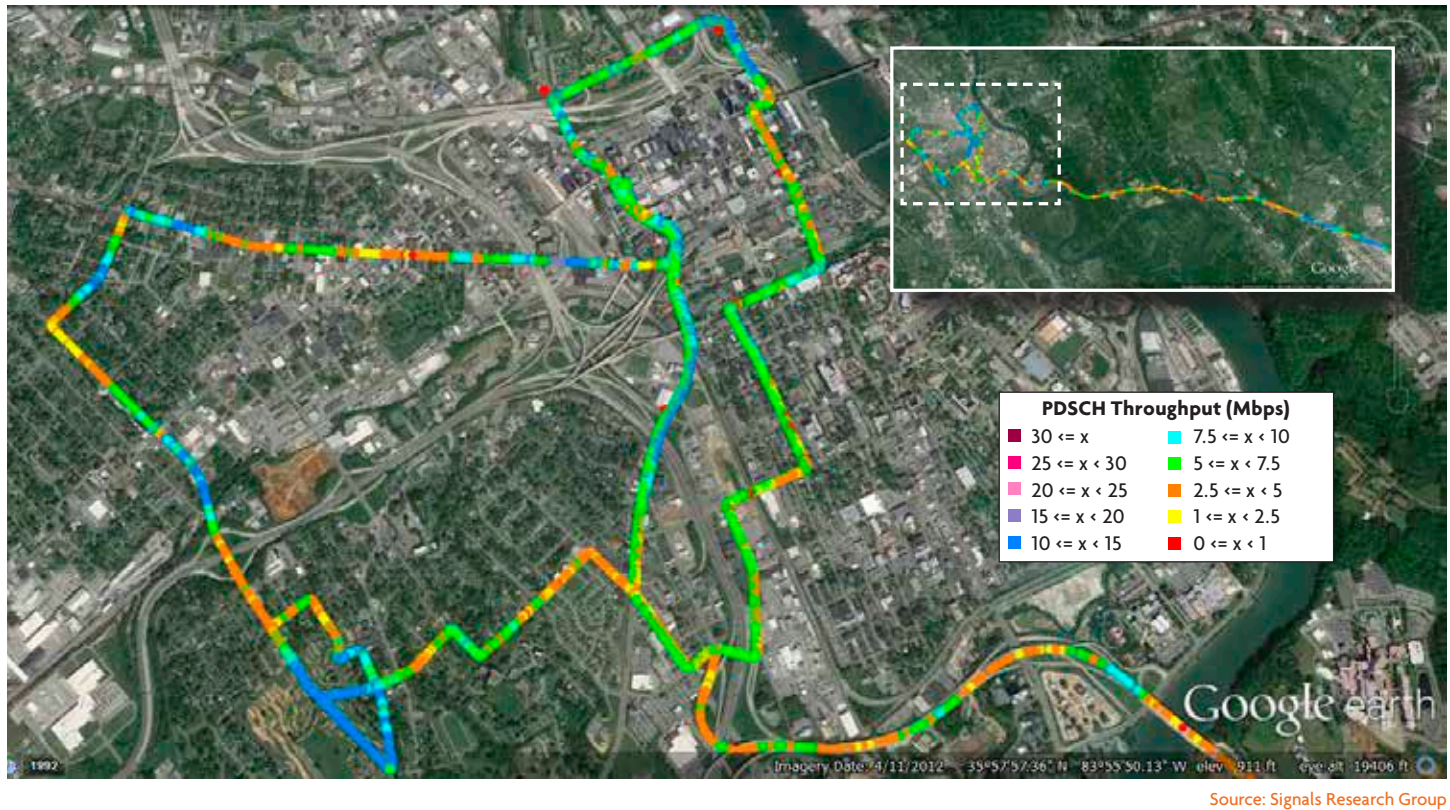 Google
PDSCH Throughput (Mbps)
30 <= x
25 <= x < 30
20 <= x < 25
15 <= x < 20
10 <= x < 15
7.5 <= x < 10
5 <= x < 7.5
2.5 <= x < 5
1 <= x < 2.5
0 <= x < 1
Google earth
1992
Imagery Date: 4/11/2012 35°57'57.36" N 83°55'50.13" W elev 911 ft eye alt 19406 ft
Source: Signals Research Group